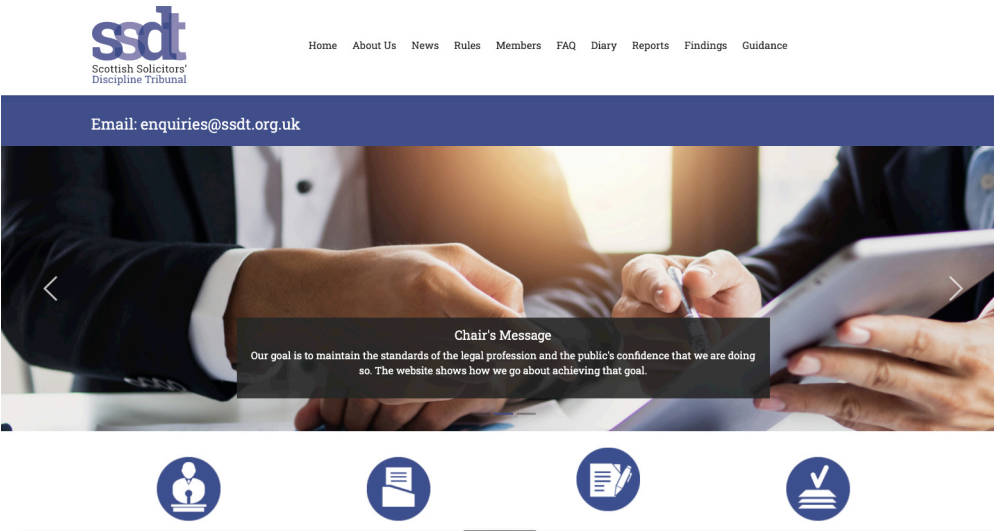 ssdt
Scottish Solicitors'
Discipline Tribunal
Home About Us News Rules Members FAQ Diary Reports Findings Guidance
Email: enquiries@ssdt.org.uk
Chair's Message
Our goal is to maintain the standards of the legal profession and the public's confidence that we are doing
so. The website shows how we go about achieving that goal.